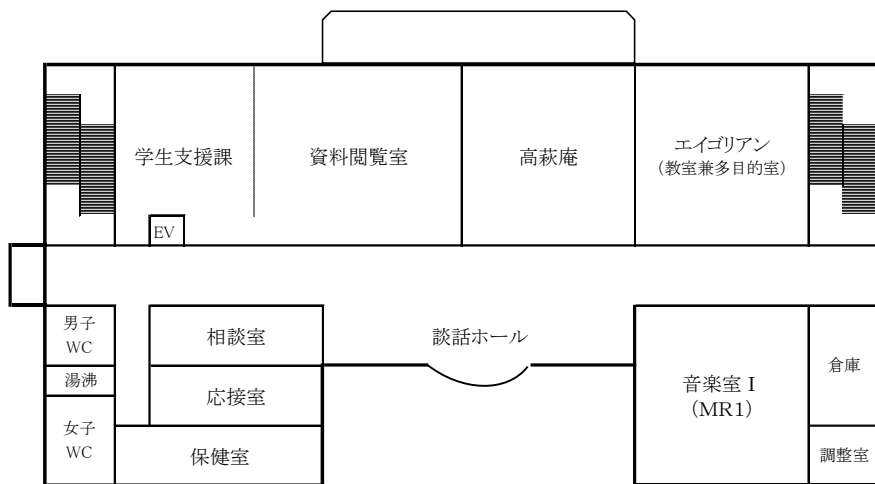 学生支援課
資料閲覧室
高萩庵
エイゴリアン
(教室兼多目的室)
EV
男子
WC
相談室
談話ホール
湯沸
応接室
音楽室 I
(MR1)
倉庫
女子
WC
保健室
調整室